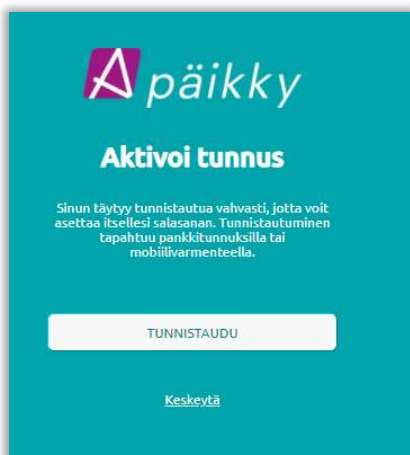 päikky
Aktivoi tunnus
Sinun täytyy tunnistautua vahvasti, jotta voit
asettaa itsellesi salasanan. Tunnistautuminen
tapahtuu pankkitunnuksilla tai
mobiilivarmenteella.
TUNNISTAUDU
Keskeytä